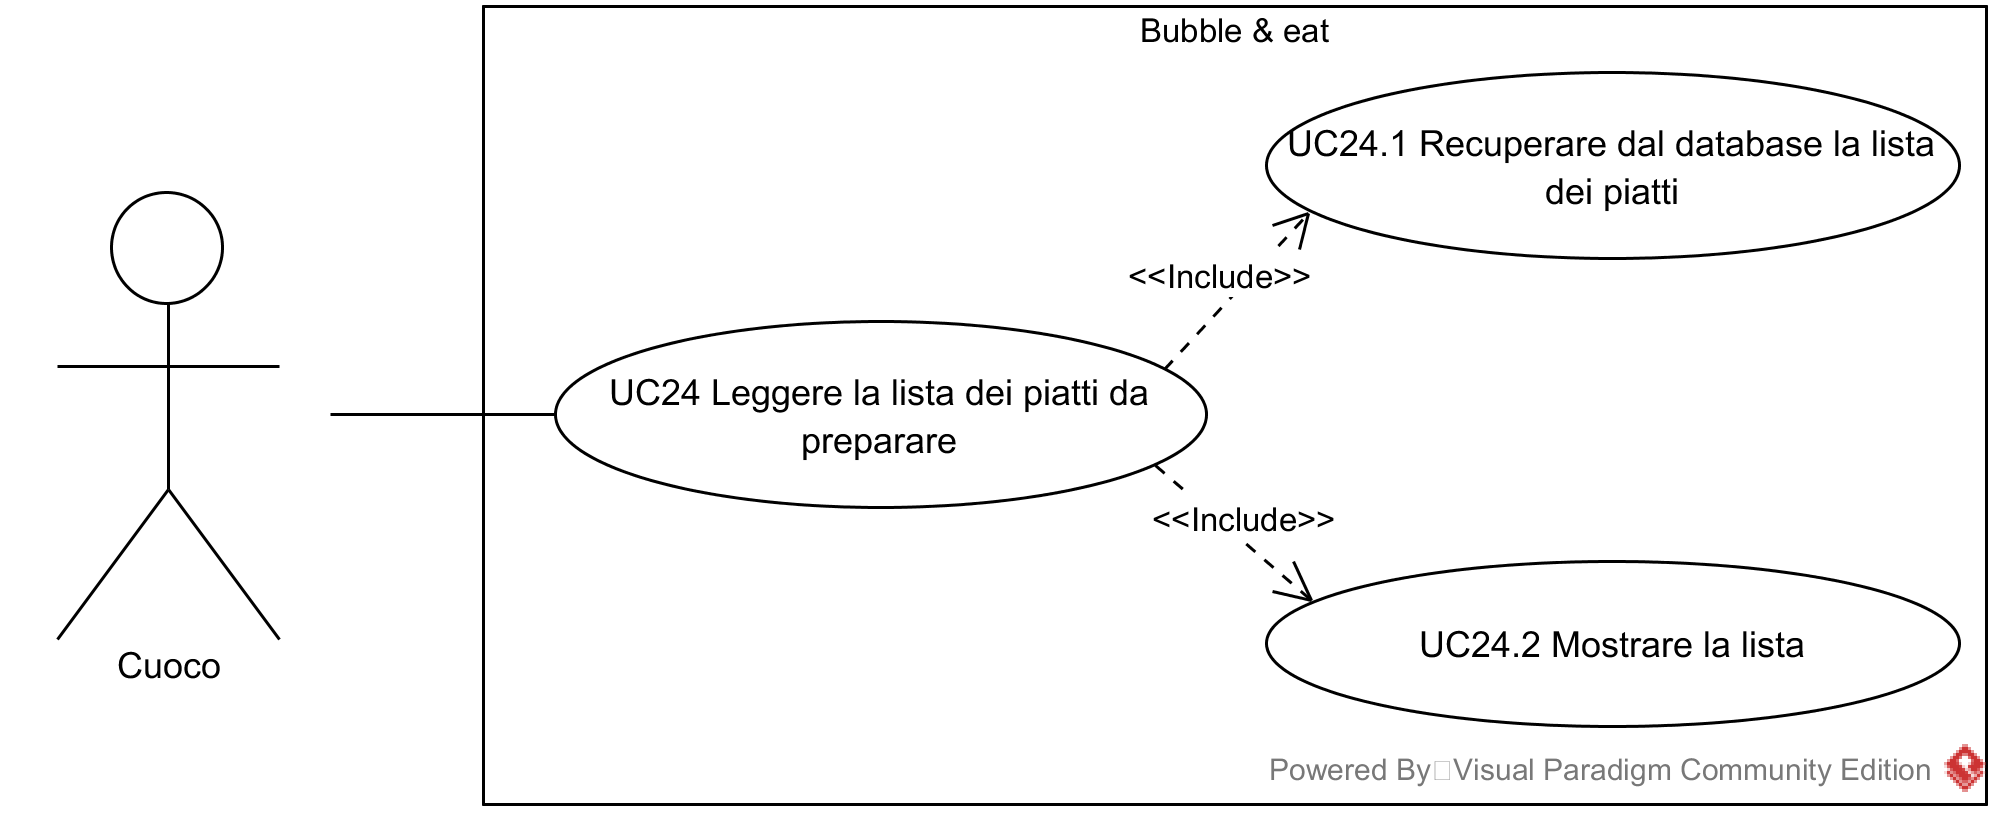 Bubble & eat
UC24.1 Recuperare dal database la lista
dei piatti
<<Include>>
UC24 Leggere la lista dei piatti da
preparare
<<Include>>
UC24.2 Mostrare la lista
Cuoco
Powered By□Visual Paradigm Community Edition